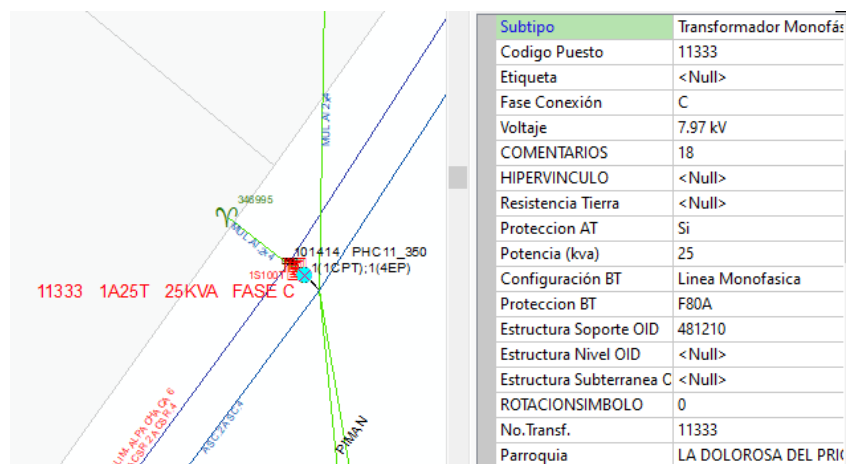 MUL.A/.2;4
346995
MUL.A/.2;4
101414 PHC11_350
1(1CPT);1(4EP)
11333 1A25T 25KVA FASE C
ASC.2ASC.4
PIMAN
Subtipo Transformador Monofás
Codigo Puesto 11333
Etiqueta <Null>
Fase Conexión C
Voltaje 7.97 kV
COMENTARIOS 18
HIPERVINCULO <Null>
Resistencia Tierra <Null>
Proteccion AT Si
Potencia (kva) 25
Configuración BT Linea Monofasica
Proteccion BT F80A
Estructura Soporte OID 481210
Estructura Nivel OID <Null>
Estructura Subterranea O <Null>
ROTACIONSIMBOLO 0
No.Transf. 11333
Parroquia LA DOLOROSA DEL PRIO